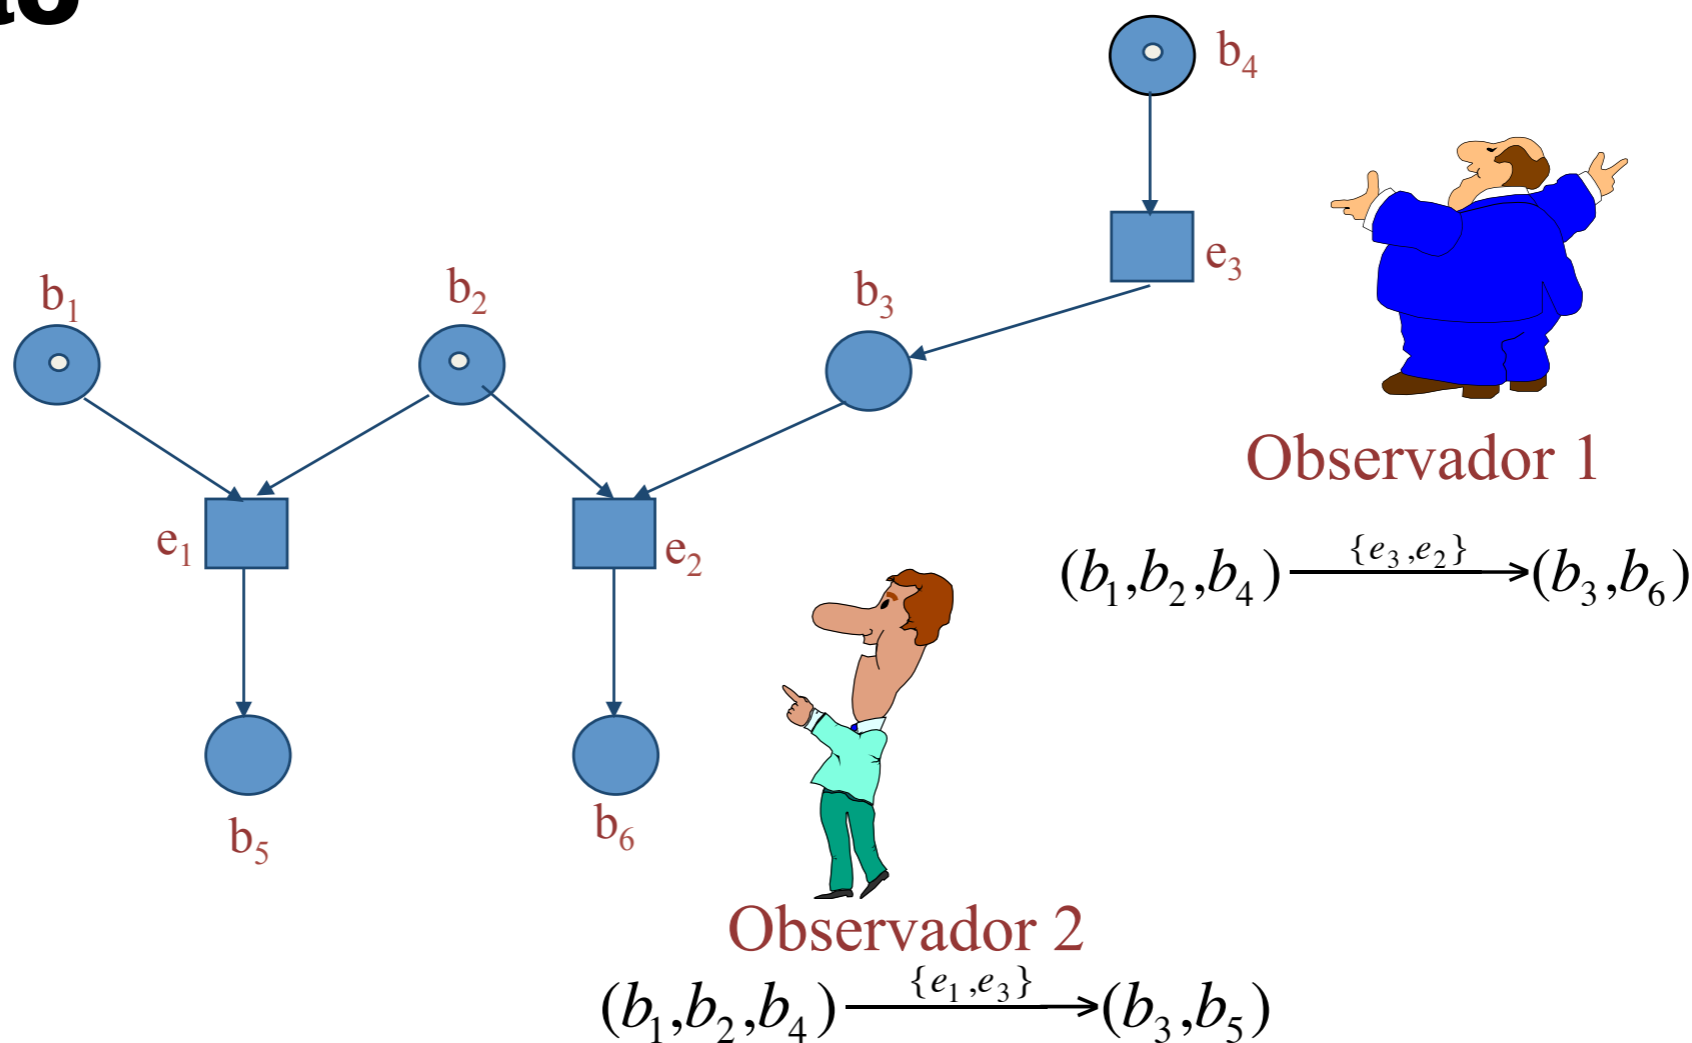 b₄
e₃
b₁
b₂
b₃
Observador 1
e₁
e₂
(b₁,b₂,b₄) {e₃,e₂} (b₃,b₆)
b₅
b₆
Observador 2
(b₁,b₂,b₄) {e₁,e₃} (b₃,b₅)